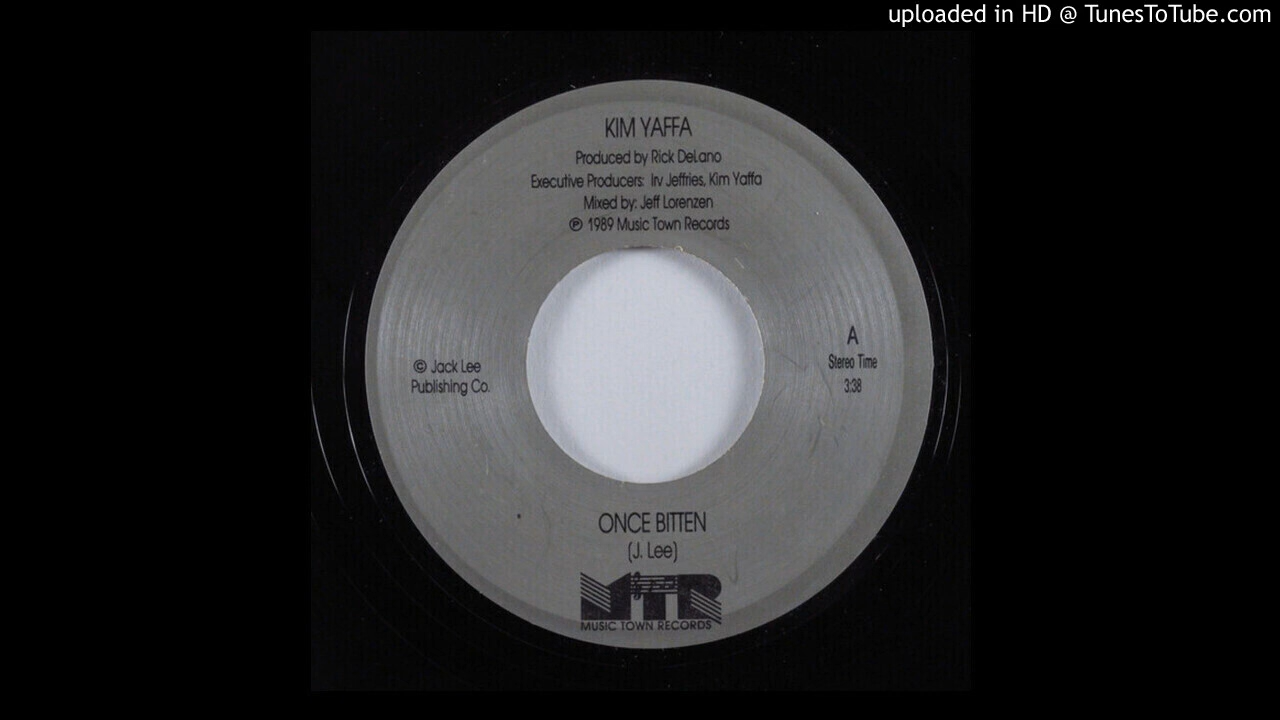 uploaded in HD @ TunesToTube.com
KIM YAFFA
Produced by Rick DeLano
Executive Producers: Irv Jeffries, Kim Yaffa
Mixed by: Jeff Lorenzen
℗ 1989 Music Town Records
© Jack Lee
Publishing Co.
A
Stereo Time
3:38
ONCE BITTEN
(J. Lee)
MTR
MUSIC TOWN RECORDS